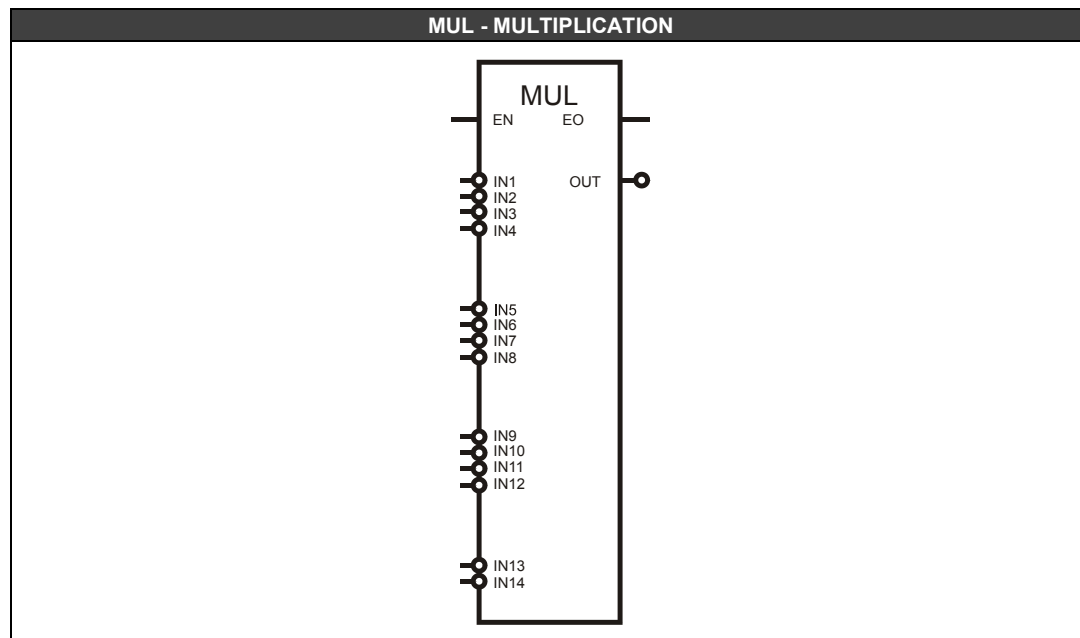 MUL - MULTIPLICATION
MUL
EN EO
IN1 OUT
IN2
IN3
IN4
IN5
IN6
IN7
IN8
IN9
IN10
IN11
IN12
IN13
IN14